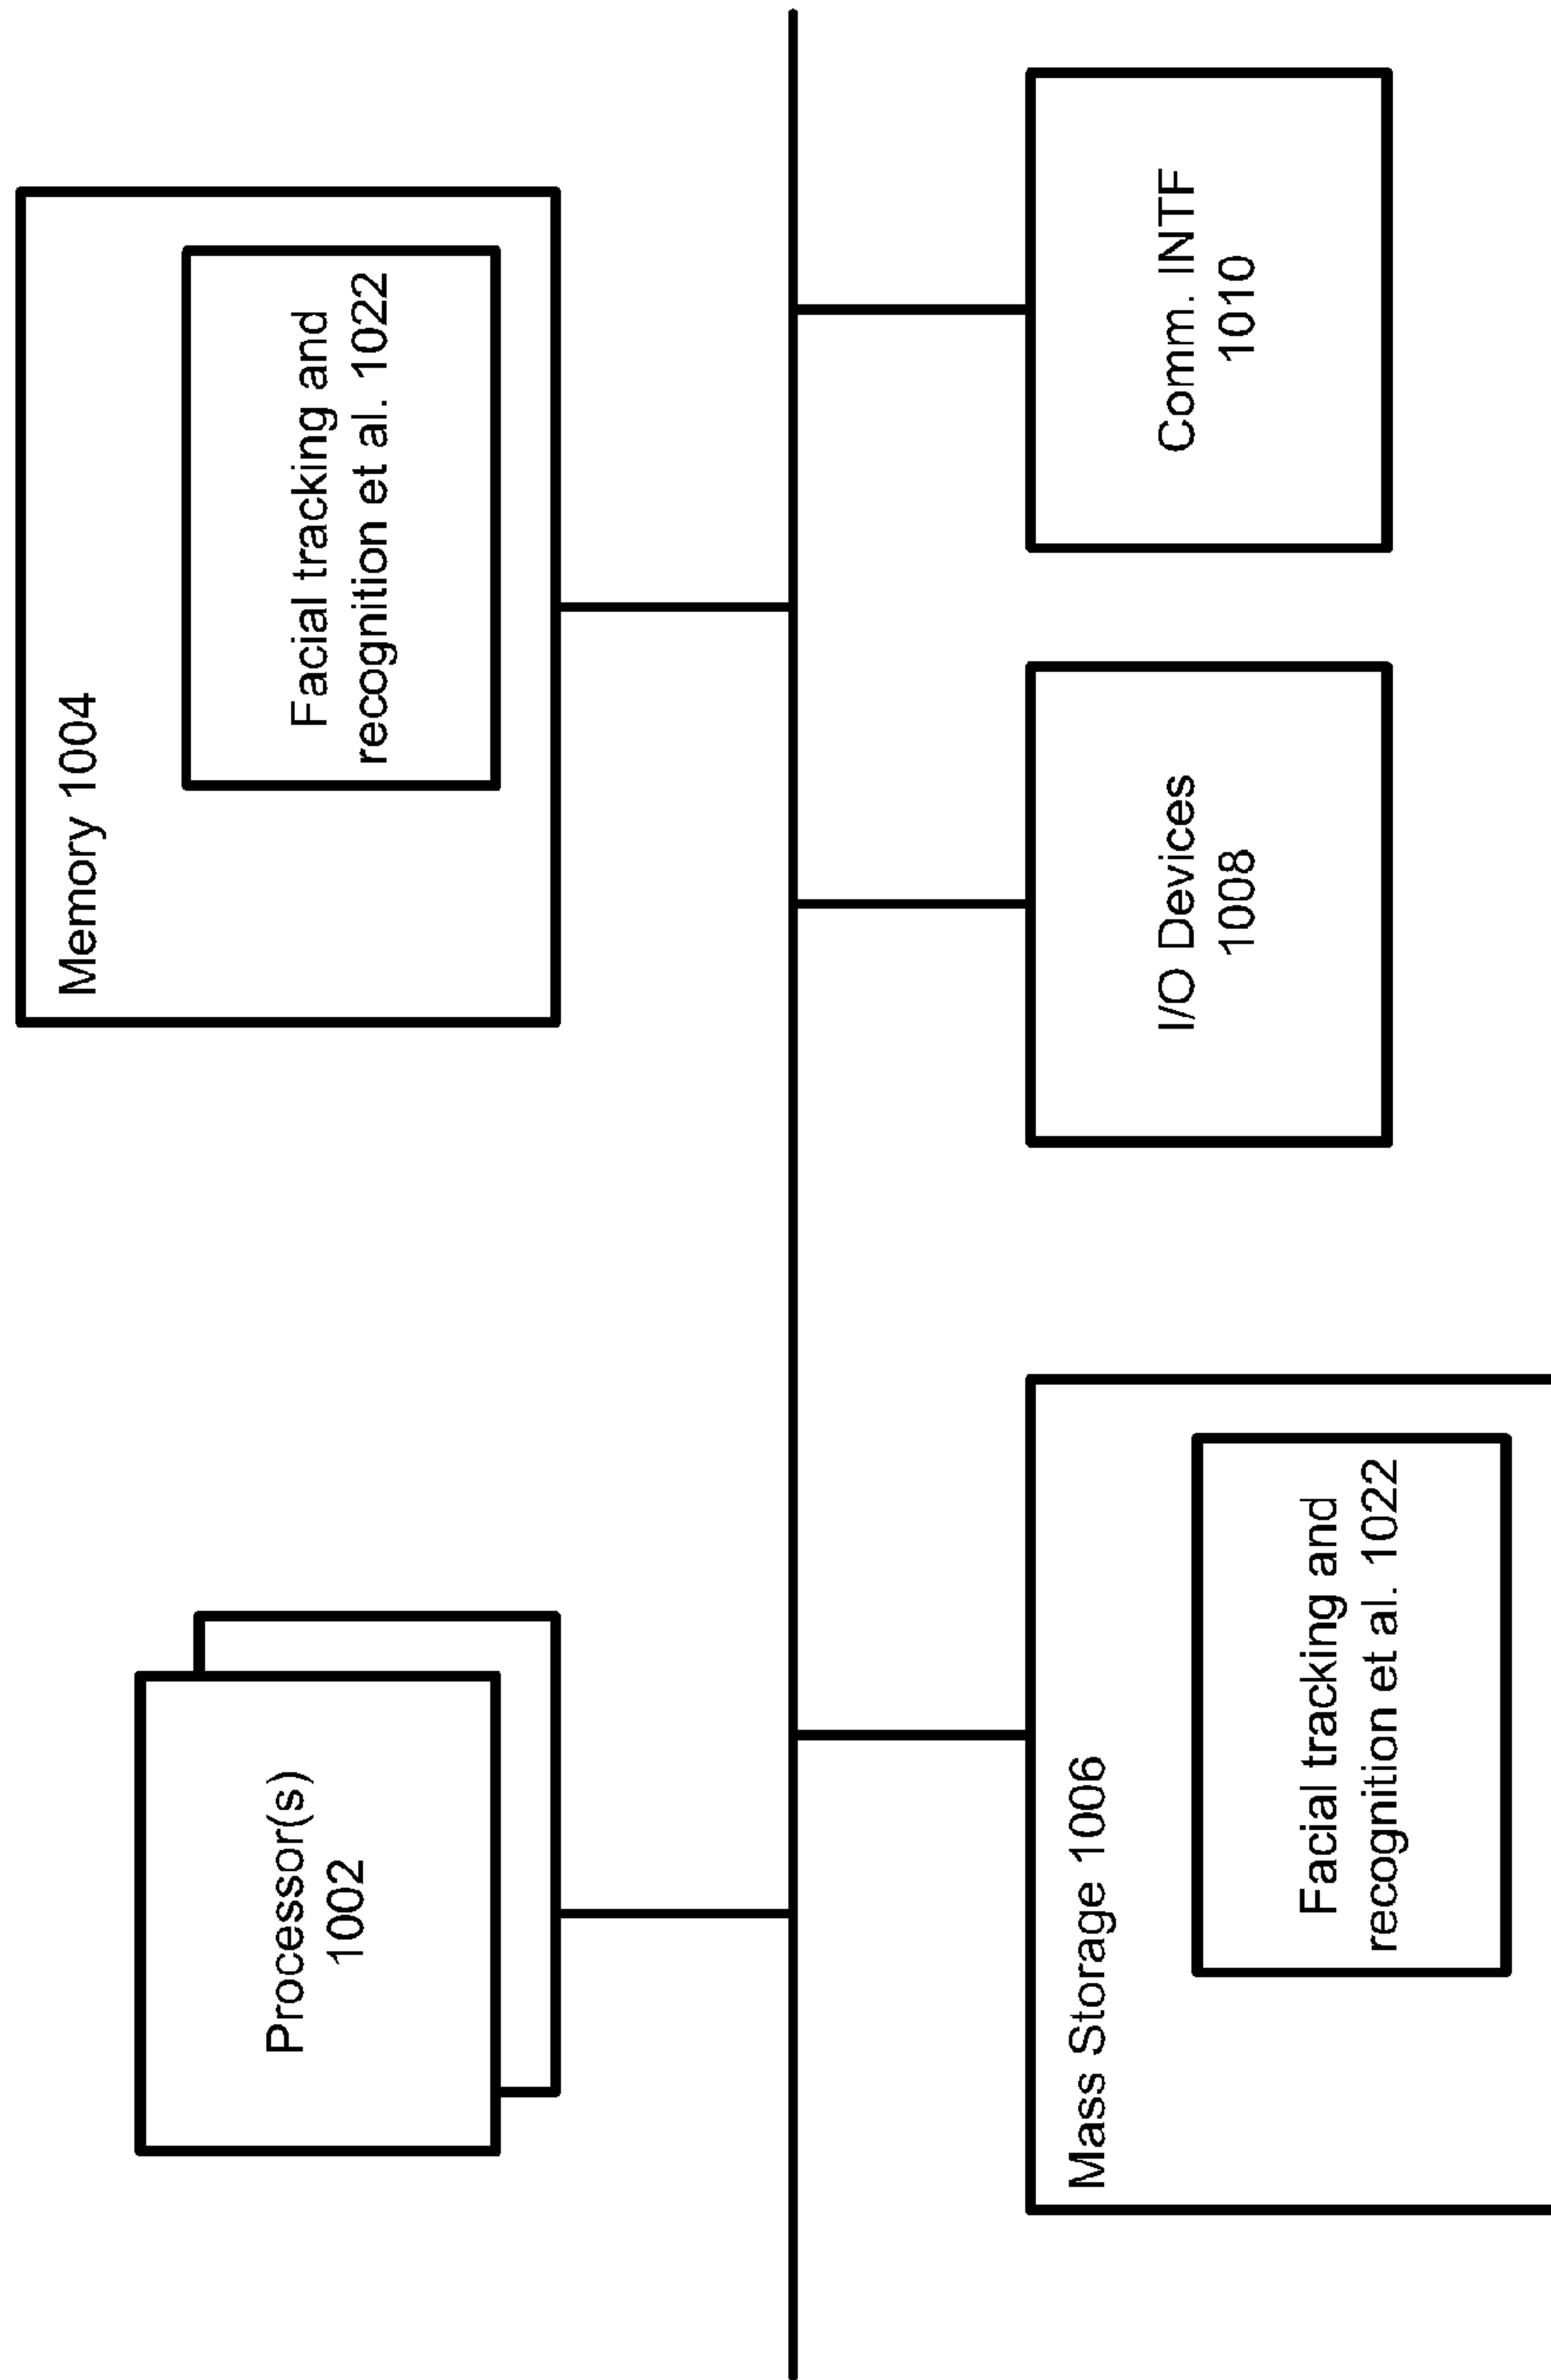 Processor(s)
1002
Memory 1004
Facial tracking and
recognition et al. 1022
Mass Storage 1006
Facial tracking and
recognition et al. 1022
I/O Devices
1008
Comm. INTF
1010